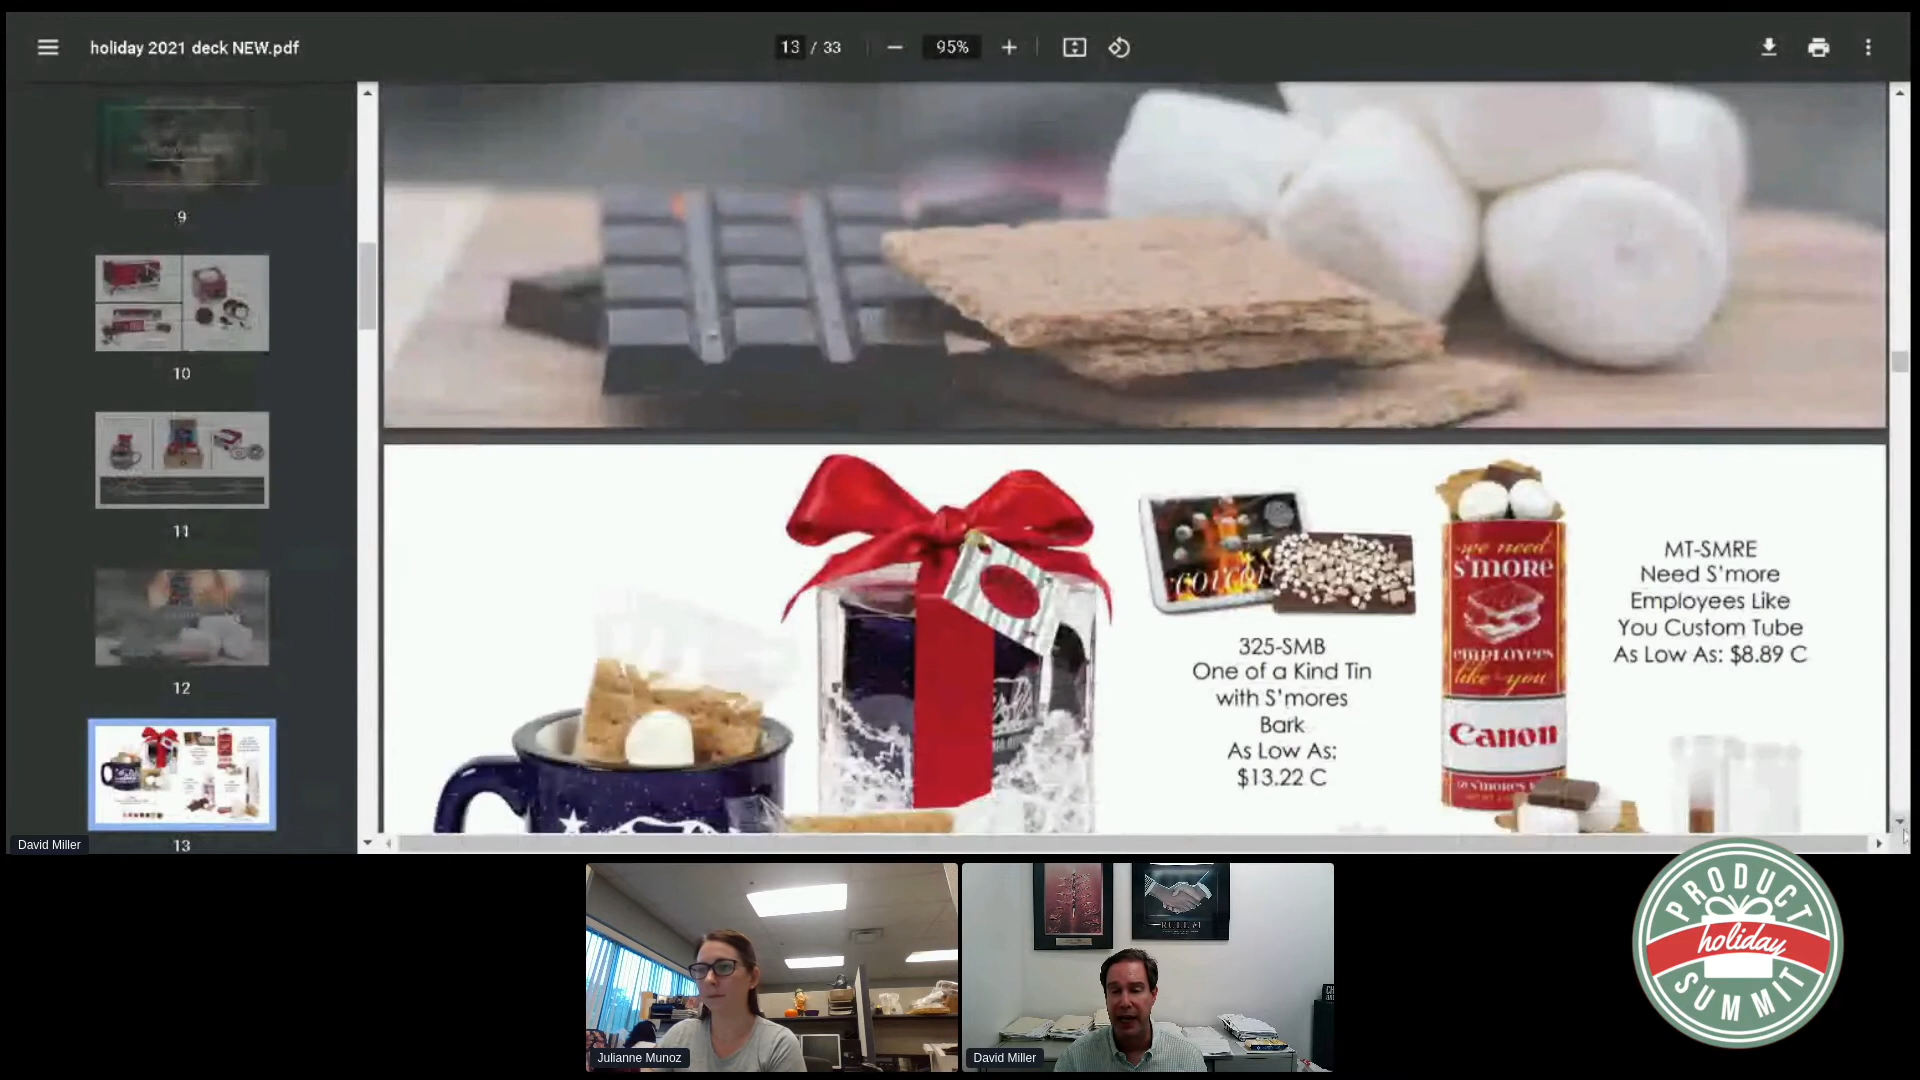 holiday 2021 deck NEW.pdf
13 / 33
95%
9
10
11
12
13
325-SMB
One of a Kind Tin
with S'mores
Bark
As Low As:
$13.22 C
we need
s'more
employees
like you
Canon
MT-SMRE
Need S'more
Employees Like
You Custom Tube
As Low As: $8.89 C
David Miller
Julianne Munoz
David Miller
RULE #1
PRODUCT
holiday
SUMMIT